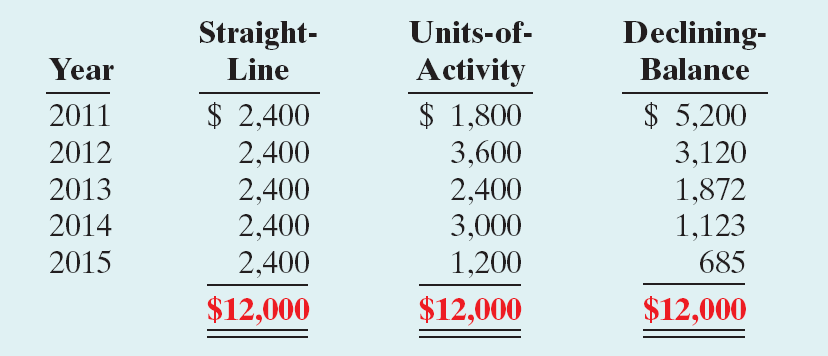 Straight- Units-of- Declining-
Year Line Activity Balance
2011 $ 2,400 $ 1,800 $ 5,200
2012 2,400 3,600 3,120
2013 2,400 2,400 1,872
2014 2,400 3,000 1,123
2015 2,400 1,200 685
$12,000 $12,000 $12,000